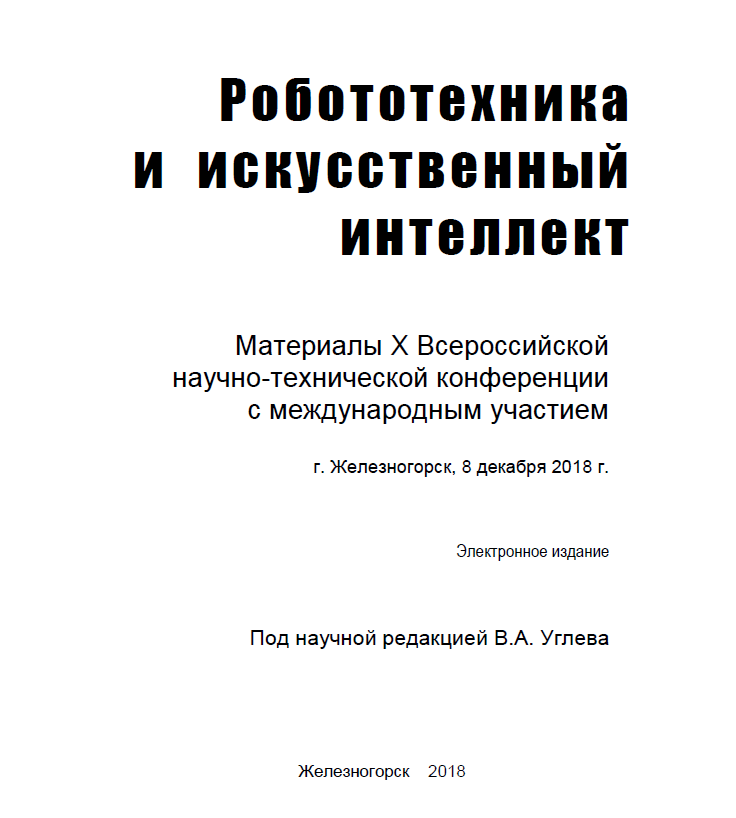 Робототехника
и искусственный
интеллект
Материалы X Всероссийской
научно-технической конференции
с международным участием
г. Железногорск, 8 декабря 2018 г.
Электронное издание
Под научной редакцией В.А. Углева
Железногорск 2018